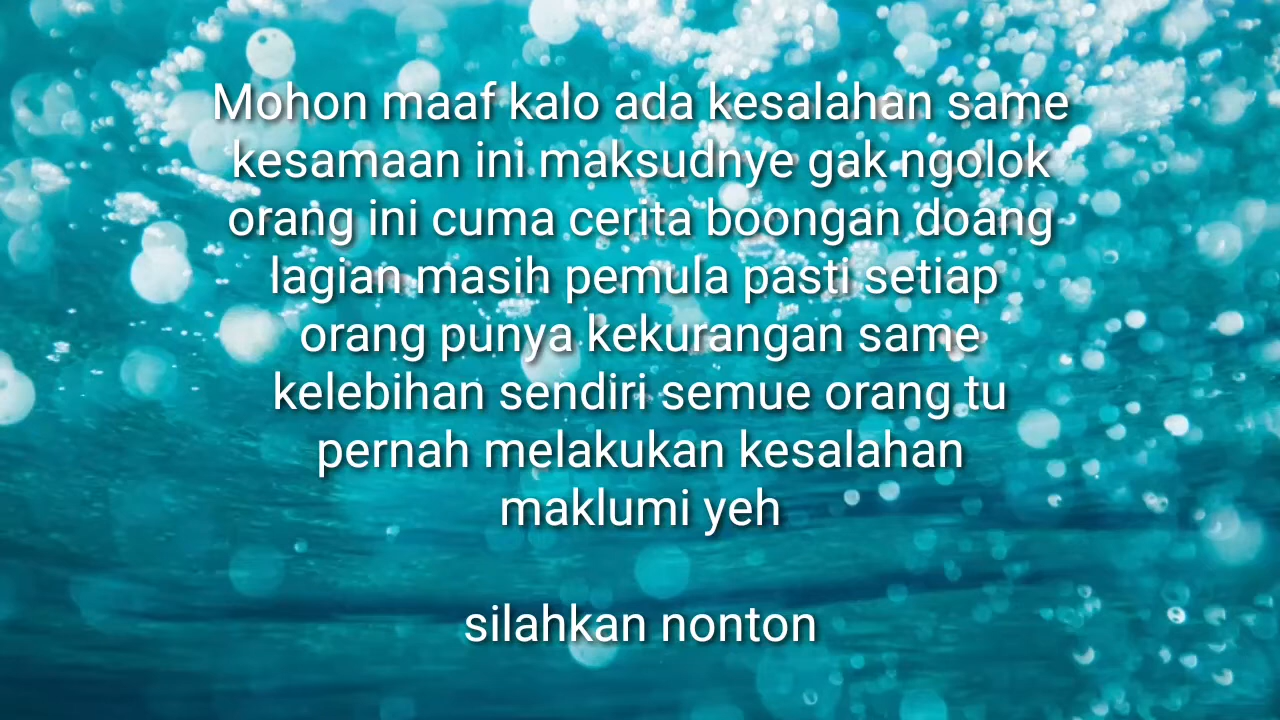 Mohon maaf kalo ada kesalahan same
kesamaan ini maksudnye gak ngolok
orang ini cuma cerita boongan doang
lagian masih pemula pasti setiap
orang punya kekurangan same
kelebihan sendiri semue orang tu
pernah melakukan kesalahan
maklumi yeh
silahkan nonton